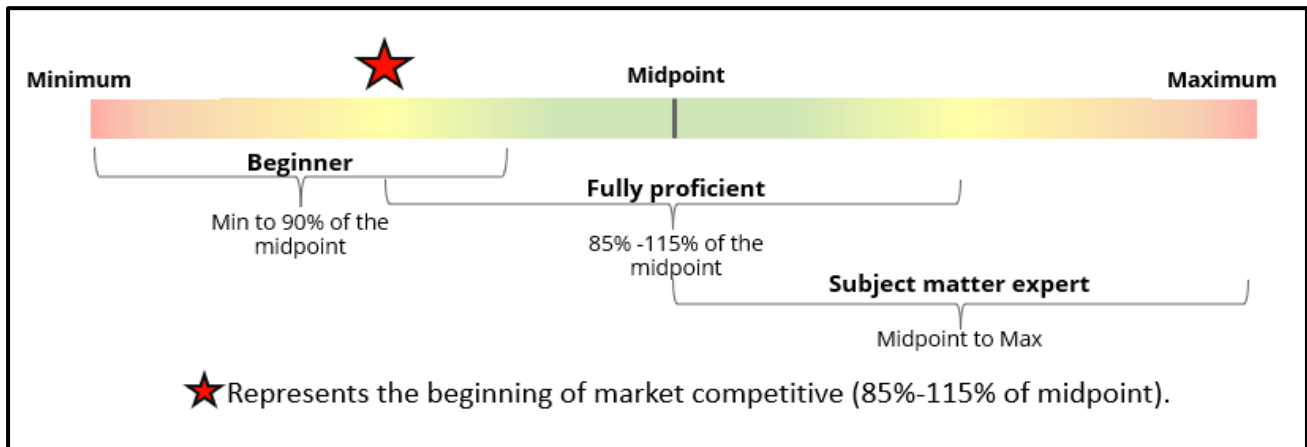 Minimum
Midpoint
Maximum
Beginner
Min to 90% of the
midpoint
Fully proficient
85% -115% of the
midpoint
Subject matter expert
Midpoint to Max
Represents the beginning of market competitive (85%-115% of midpoint).